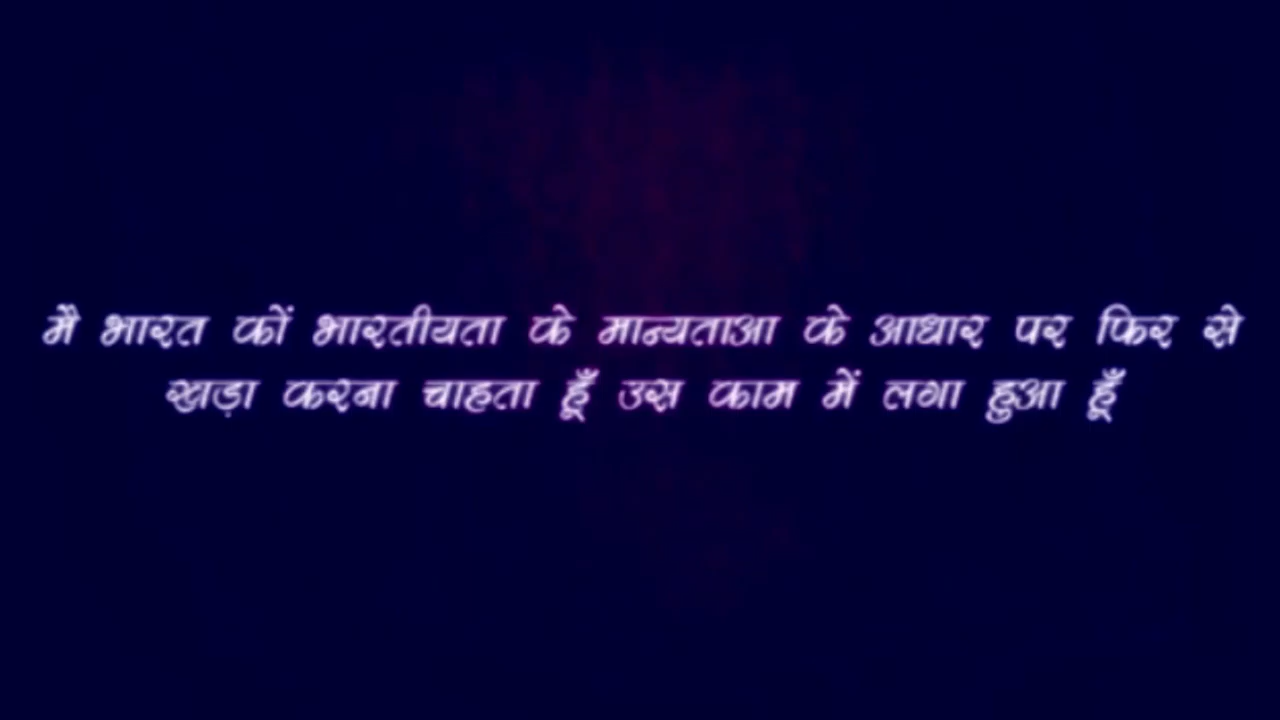 मै भारत कों भारतीयता के मान्यताआ के आधार पर फिर से
खड़ा करना चाहता हूँ उस काम में लगा हुआ हूँ